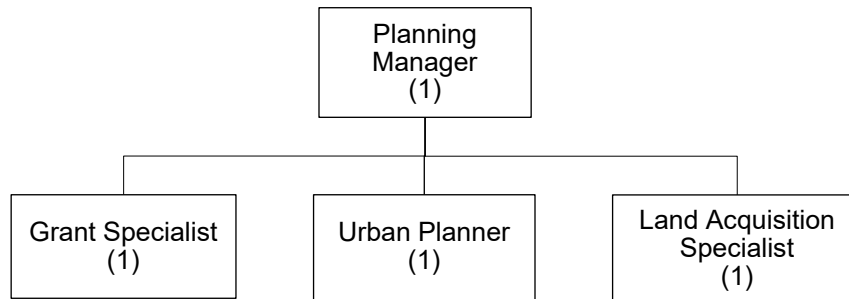 Planning
Manager
(1)
Grant Specialist
(1)
Urban Planner
(1)
Land Acquisition
Specialist
(1)